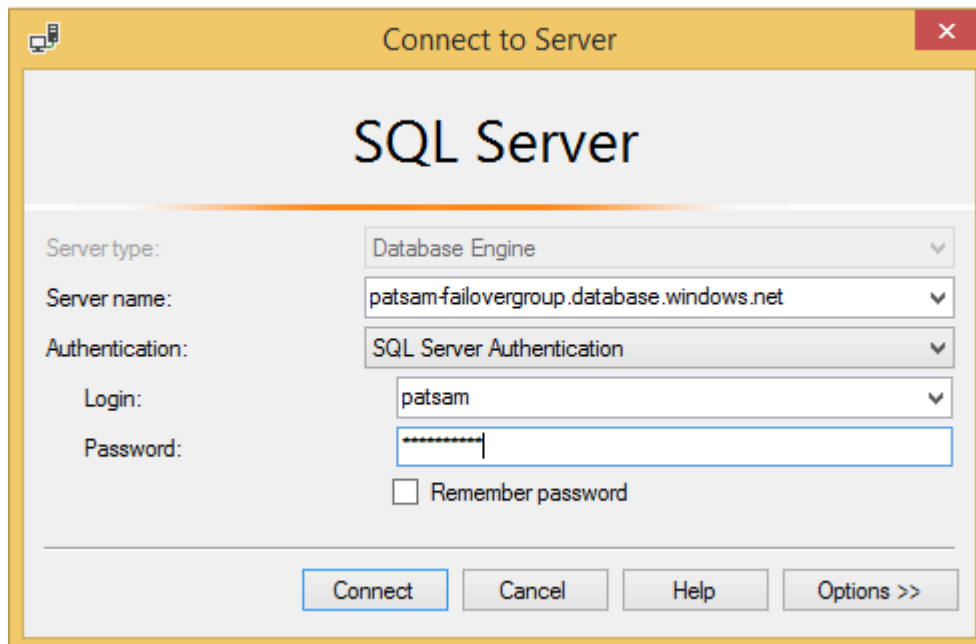 Connect to Server
SQL Server
Server type: Database Engine
Server name: patsam-failovergroup.database.windows.net
Authentication: SQL Server Authentication
Login: patsam
Password: **********
Remember password
Connect Cancel Help Options >>